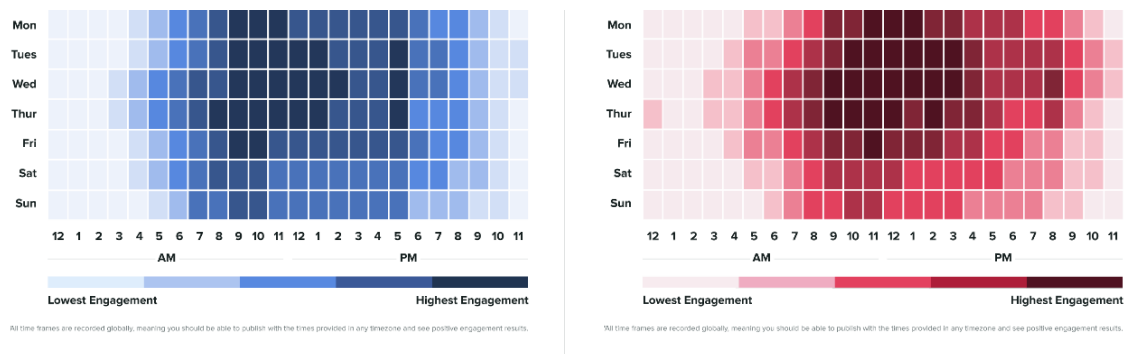 Mon
Tues
Wed
Thur
Fri
Sat
Sun
12 1 2 3 4 5 6 7 8 9 10 11 12 1 2 3 4 5 6 7 8 9 10 11
AM PM
Lowest Engagement Highest Engagement
*All time frames are recorded globally, meaning you should be able to publish with the times provided in any timezone and see positive engagement results.
Mon
Tues
Wed
Thur
Fri
Sat
Sun
12 1 2 3 4 5 6 7 8 9 10 11 12 1 2 3 4 5 6 7 8 9 10 11
AM PM
Lowest Engagement Highest Engagement
*All time frames are recorded globally, meaning you should be able to publish with the times provided in any timezone and see positive engagement results.